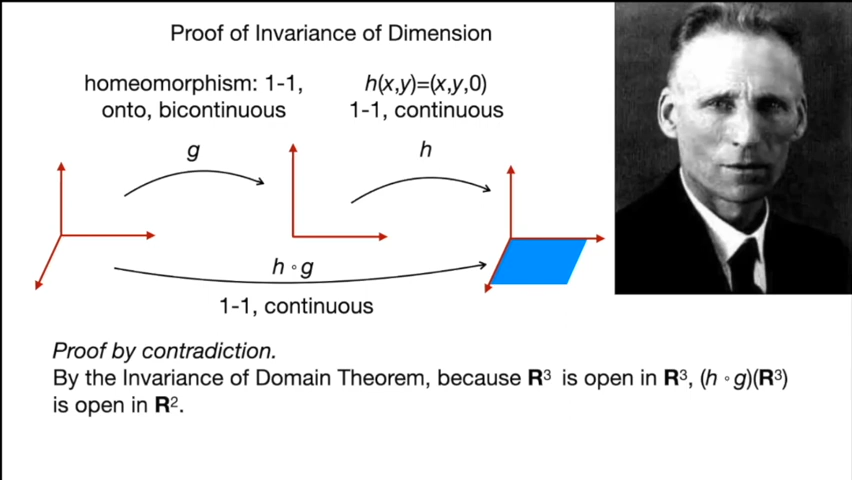 Proof of Invariance of Dimension
homeomorphism: 1-1,
onto, bicontinuous
h(x,y)=(x,y,0)
1-1, continuous
g
h
h∘g
1-1, continuous
Proof by contradiction.
By the Invariance of Domain Theorem, because R³ is open in R³, (h∘g)(R³)
is open in R².